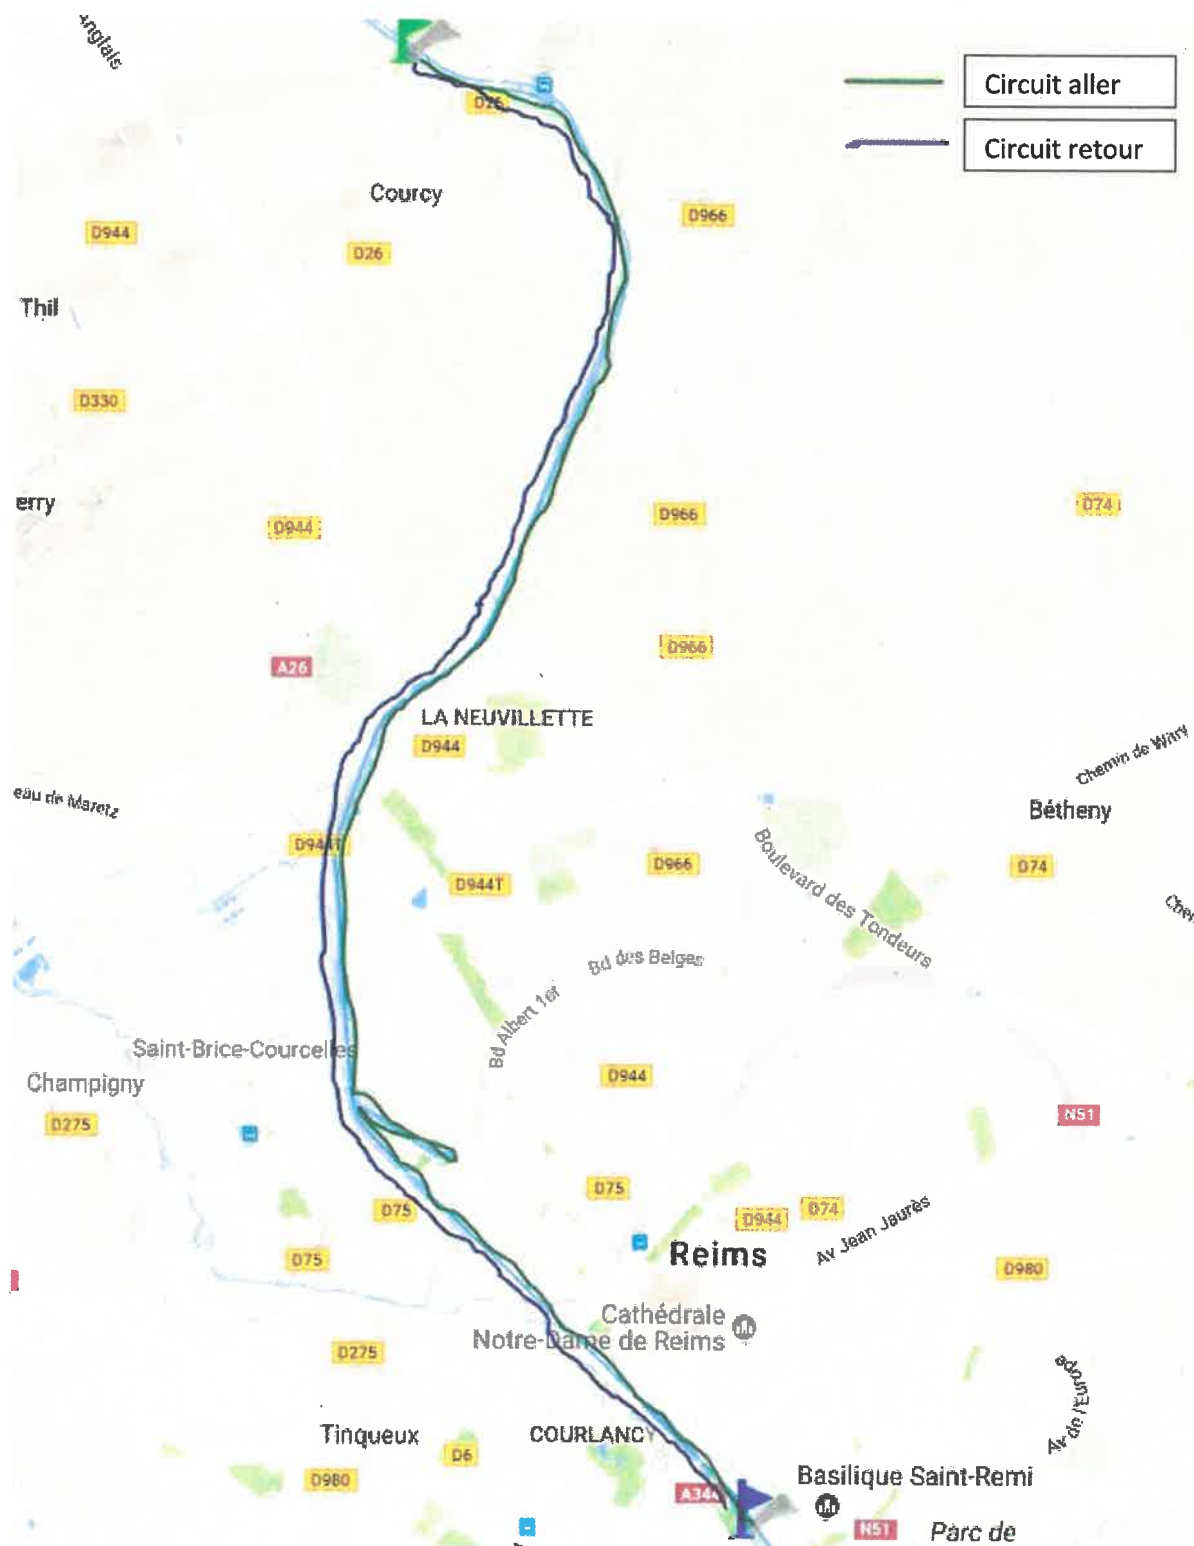 Anglais
Circuit aller
D26
Circuit retour
Courcy
D966
D944
D26
Thil
D330
erry
D944
D966
D74
D966
A26
LA NEUVILLETTE
D944
Chemin de Witry
eau de Maretz
Bétheny
D944T
D966
D74
D944T
Boulevard des Tondeurs
Chem
Bd des Belges
Bd Albert 1er
Saint-Brice-Courcelles
D944
Champigny
N51
D275
D75
D75
D944
D74
Av Jean Jaurès
Reims
D75
D980
Cathédrale
Notre-Dame de Reims
D275
Av de l'Europe
Tinqueux
COURLANCY
D6
D980
Basilique Saint-Remi
A344
N51
Parc de